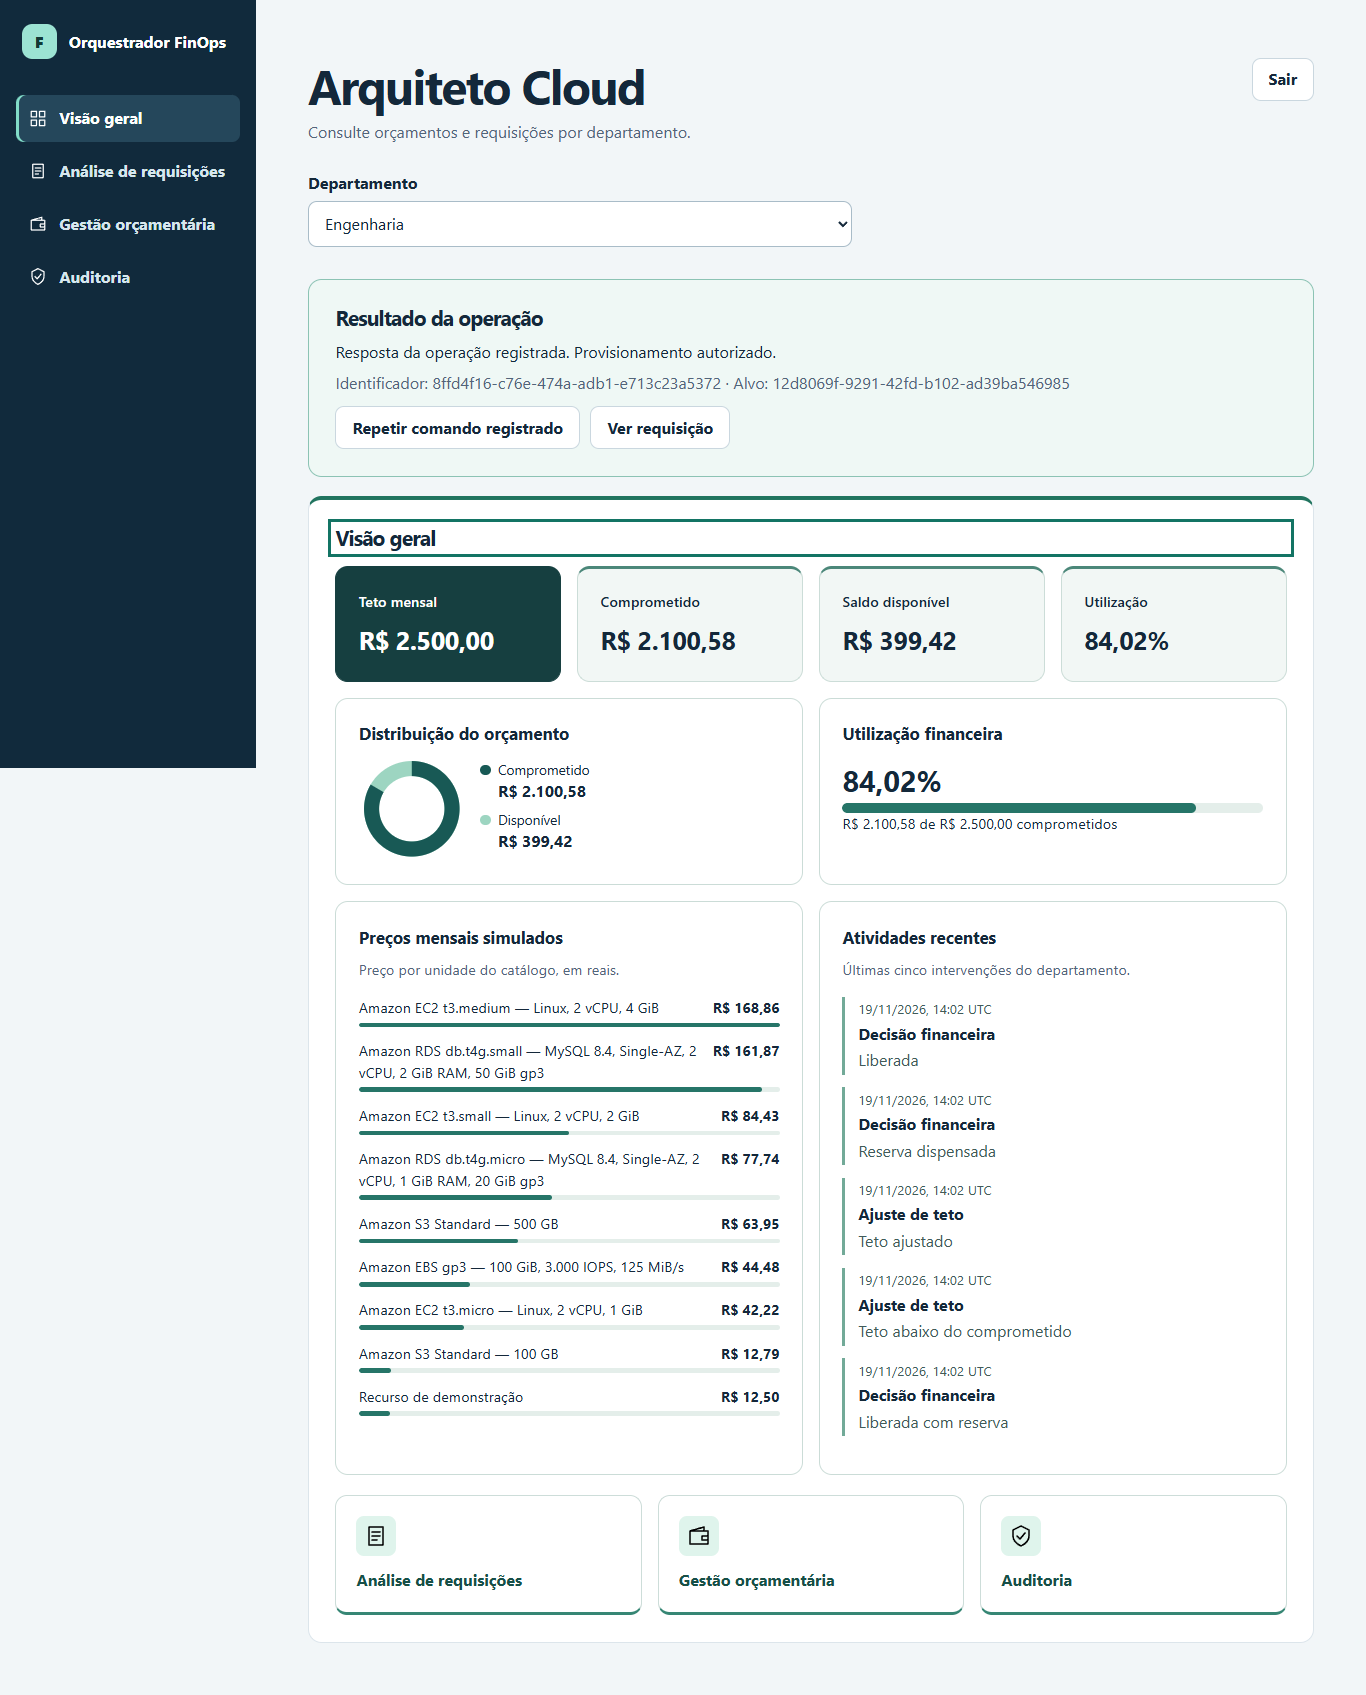 F
Orquestrador FinOps
Visão geral
Análise de requisições
Gestão orçamentária
Auditoria
Arquiteto Cloud
Sair
Consulte orçamentos e requisições por departamento.
Departamento
Engenharia
Resultado da operação
Resposta da operação registrada. Provisionamento autorizado.
Identificador: 8ffd4f16-c76e-474a-adb1-e713c23a5372 · Alvo: 12d8069f-9291-42fd-b102-ad39ba546985
Repetir comando registrado
Ver requisição
Visão geral
Teto mensal
R$ 2.500,00
Comprometido
R$ 2.100,58
Saldo disponível
R$ 399,42
Utilização
84,02%
Distribuição do orçamento
Comprometido
R$ 2.100,58
Disponível
R$ 399,42
Utilização financeira
84,02%
R$ 2.100,58 de R$ 2.500,00 comprometidos
Preços mensais simulados
Preço por unidade do catálogo, em reais.
Amazon EC2 t3.medium — Linux, 2 vCPU, 4 GiB R$ 168,86
Amazon RDS db.t4g.small — MySQL 8.4, Single-AZ, 2 R$ 161,87
vCPU, 2 GiB RAM, 50 GiB gp3
Amazon EC2 t3.small — Linux, 2 vCPU, 2 GiB R$ 84,43
Amazon RDS db.t4g.micro — MySQL 8.4, Single-AZ, 2 R$ 77,74
vCPU, 1 GiB RAM, 20 GiB gp3
Amazon S3 Standard — 500 GB R$ 63,95
Amazon EBS gp3 — 100 GiB, 3.000 IOPS, 125 MiB/s R$ 44,48
Amazon EC2 t3.micro — Linux, 2 vCPU, 1 GiB R$ 42,22
Amazon S3 Standard — 100 GB R$ 12,79
Recurso de demonstração R$ 12,50
Atividades recentes
Últimas cinco intervenções do departamento.
19/11/2026, 14:02 UTC
Decisão financeira
Liberada
19/11/2026, 14:02 UTC
Decisão financeira
Reserva dispensada
19/11/2026, 14:02 UTC
Ajuste de teto
Teto ajustado
19/11/2026, 14:02 UTC
Ajuste de teto
Teto abaixo do comprometido
19/11/2026, 14:02 UTC
Decisão financeira
Liberada com reserva
Análise de requisições
Gestão orçamentária
Auditoria